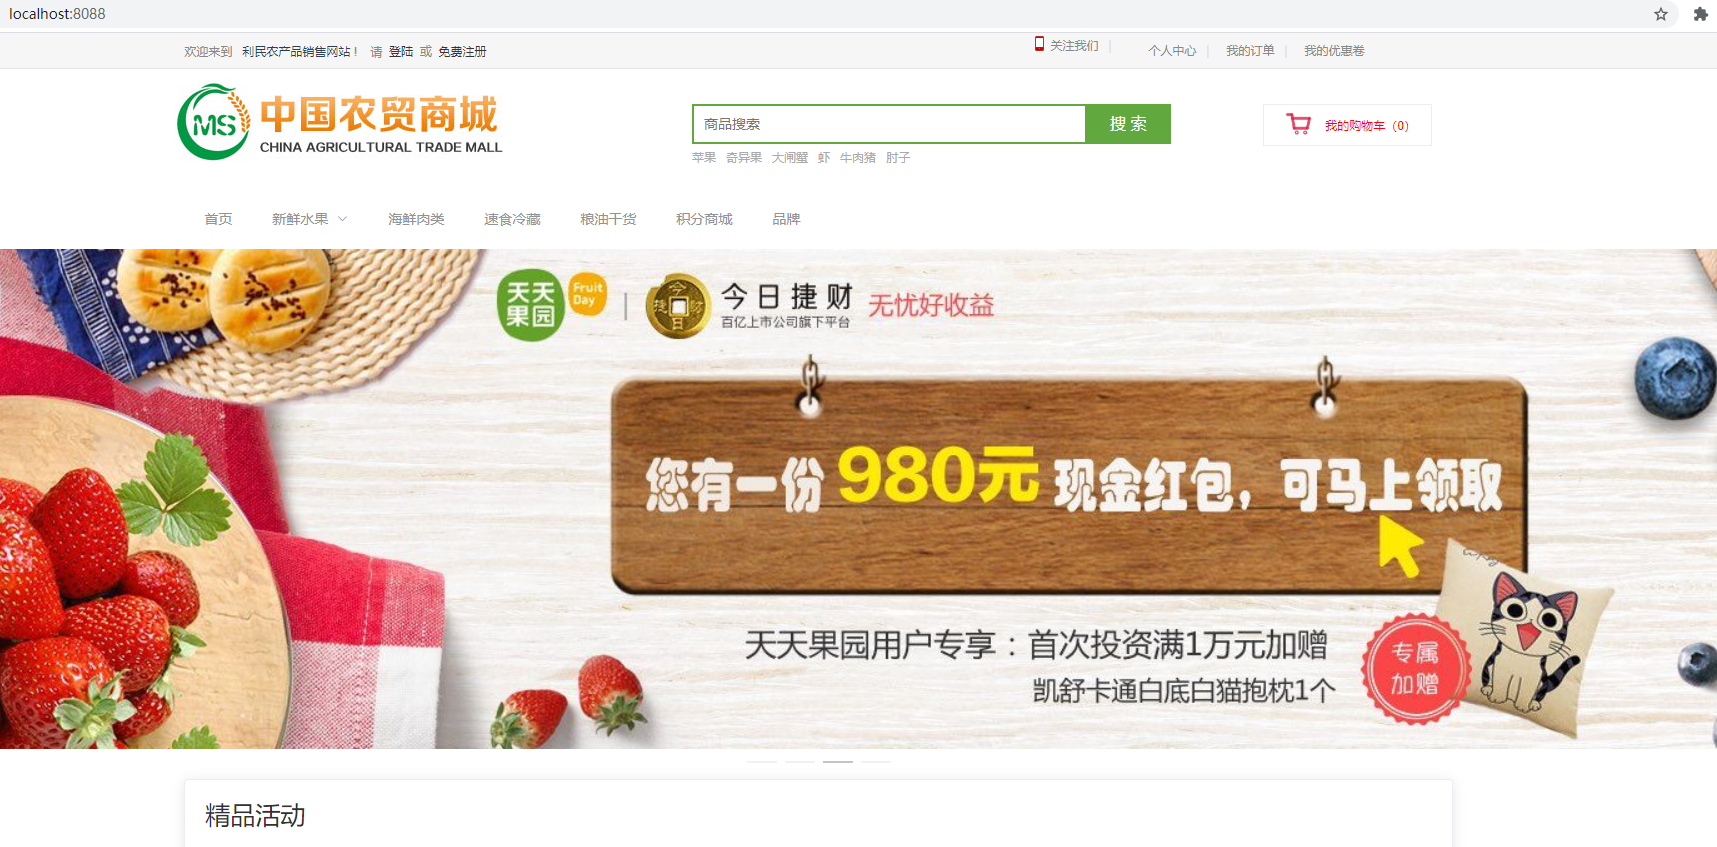 localhost:8088
欢迎来到 利民农产品销售网站! 请 登陆 或 免费注册
关注我们 | 个人中心 | 我的订单 | 我的优惠卷
MS 中国农贸商城
CHINA AGRICULTURAL TRADE MALL
商品搜索 搜 索
我的购物车(0)
苹果 奇异果 大闸蟹 虾 牛肉猪 肘子
首页 新鲜水果 海鲜肉类 速食冷藏 粮油干货 积分商城 品牌
天天果园 Fruit Day | 今日捷财 今日捷财 无忧好收益
百亿上市公司旗下平台
您有一份980元现金红包,可马上领取
天天果园用户专享:首次投资满1万元加赠
凯舒卡通白底白猫抱枕1个
专属
加赠
精品活动